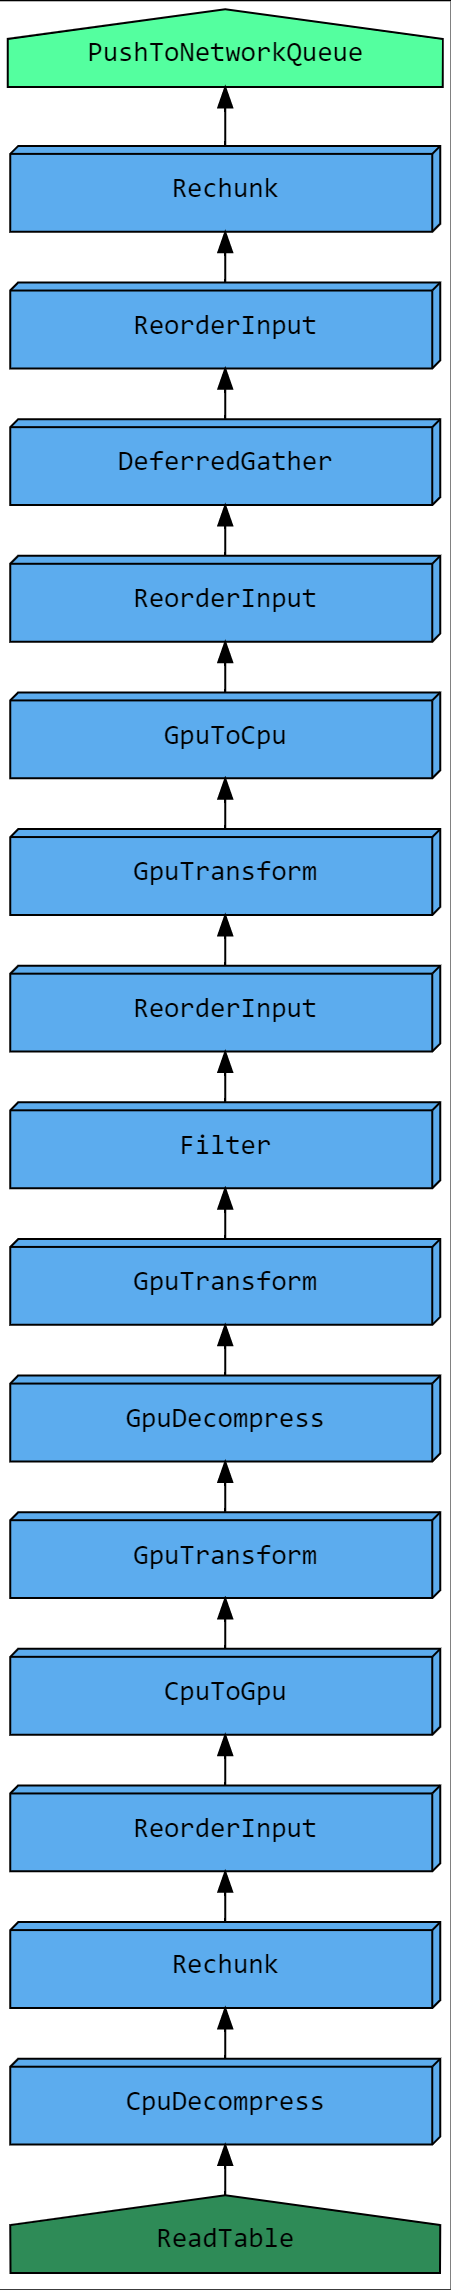 PushToNetworkQueue
Rechunk
ReorderInput
DeferredGather
ReorderInput
GpuToCpu
GpuTransform
ReorderInput
Filter
GpuTransform
GpuDecompress
GpuTransform
CpuToGpu
ReorderInput
Rechunk
CpuDecompress
ReadTable